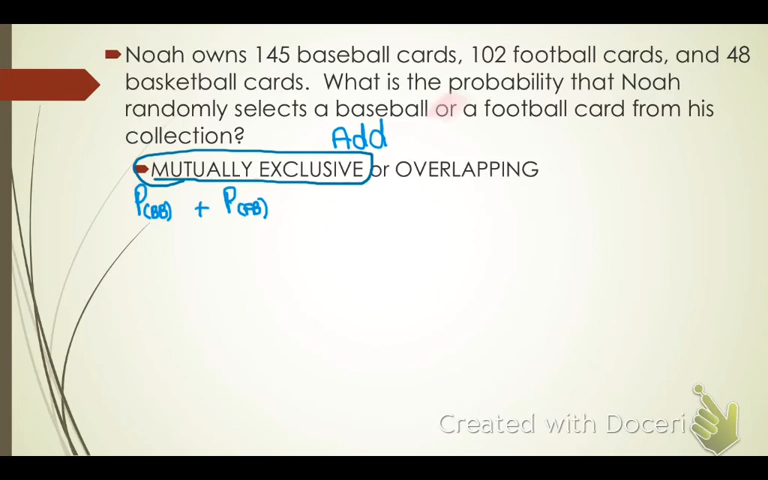 Noah owns 145 baseball cards, 102 football cards, and 48
basketball cards. What is the probability that Noah
randomly selects a baseball or a football card from his
collection?
Add
MUTUALLY EXCLUSIVE or OVERLAPPING
P(BB) + P(FB)
Created with Doceri